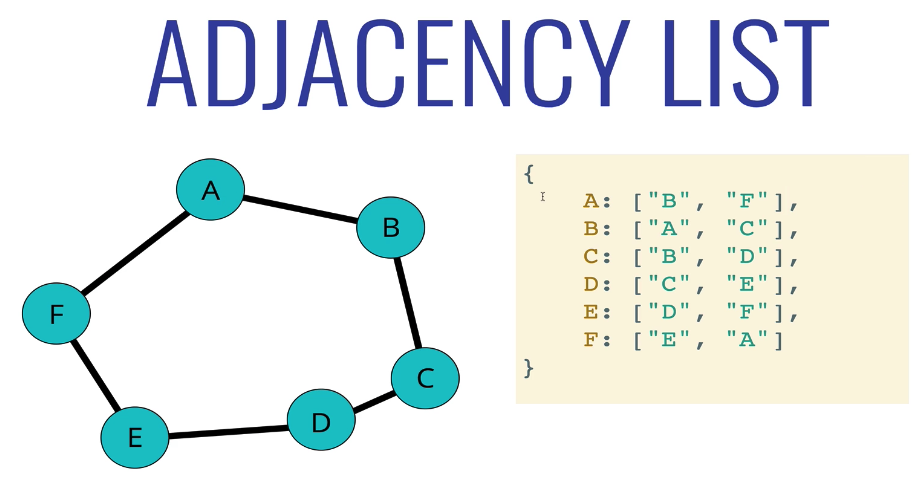 ADJACENCY LIST
A
B
F
C
D
E
{
A: ["B", "F"],
B: ["A", "C"],
C: ["B", "D"],
D: ["C", "E"],
E: ["D", "F"],
F: ["E", "A"]
}